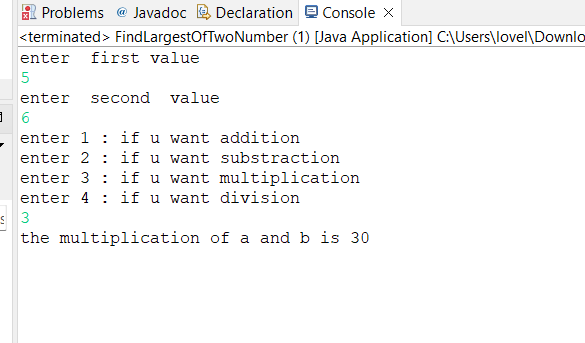 Problems @ Javadoc Declaration Console
<terminated> FindLargestOfTwoNumber (1) [Java Application] C:\Users\lovel\Downlo
enter  first value
5
enter  second  value
6
enter 1 : if u want addition
enter 2 : if u want substraction
enter 3 : if u want multiplication
enter 4 : if u want division
3
the multiplication of a and b is 30